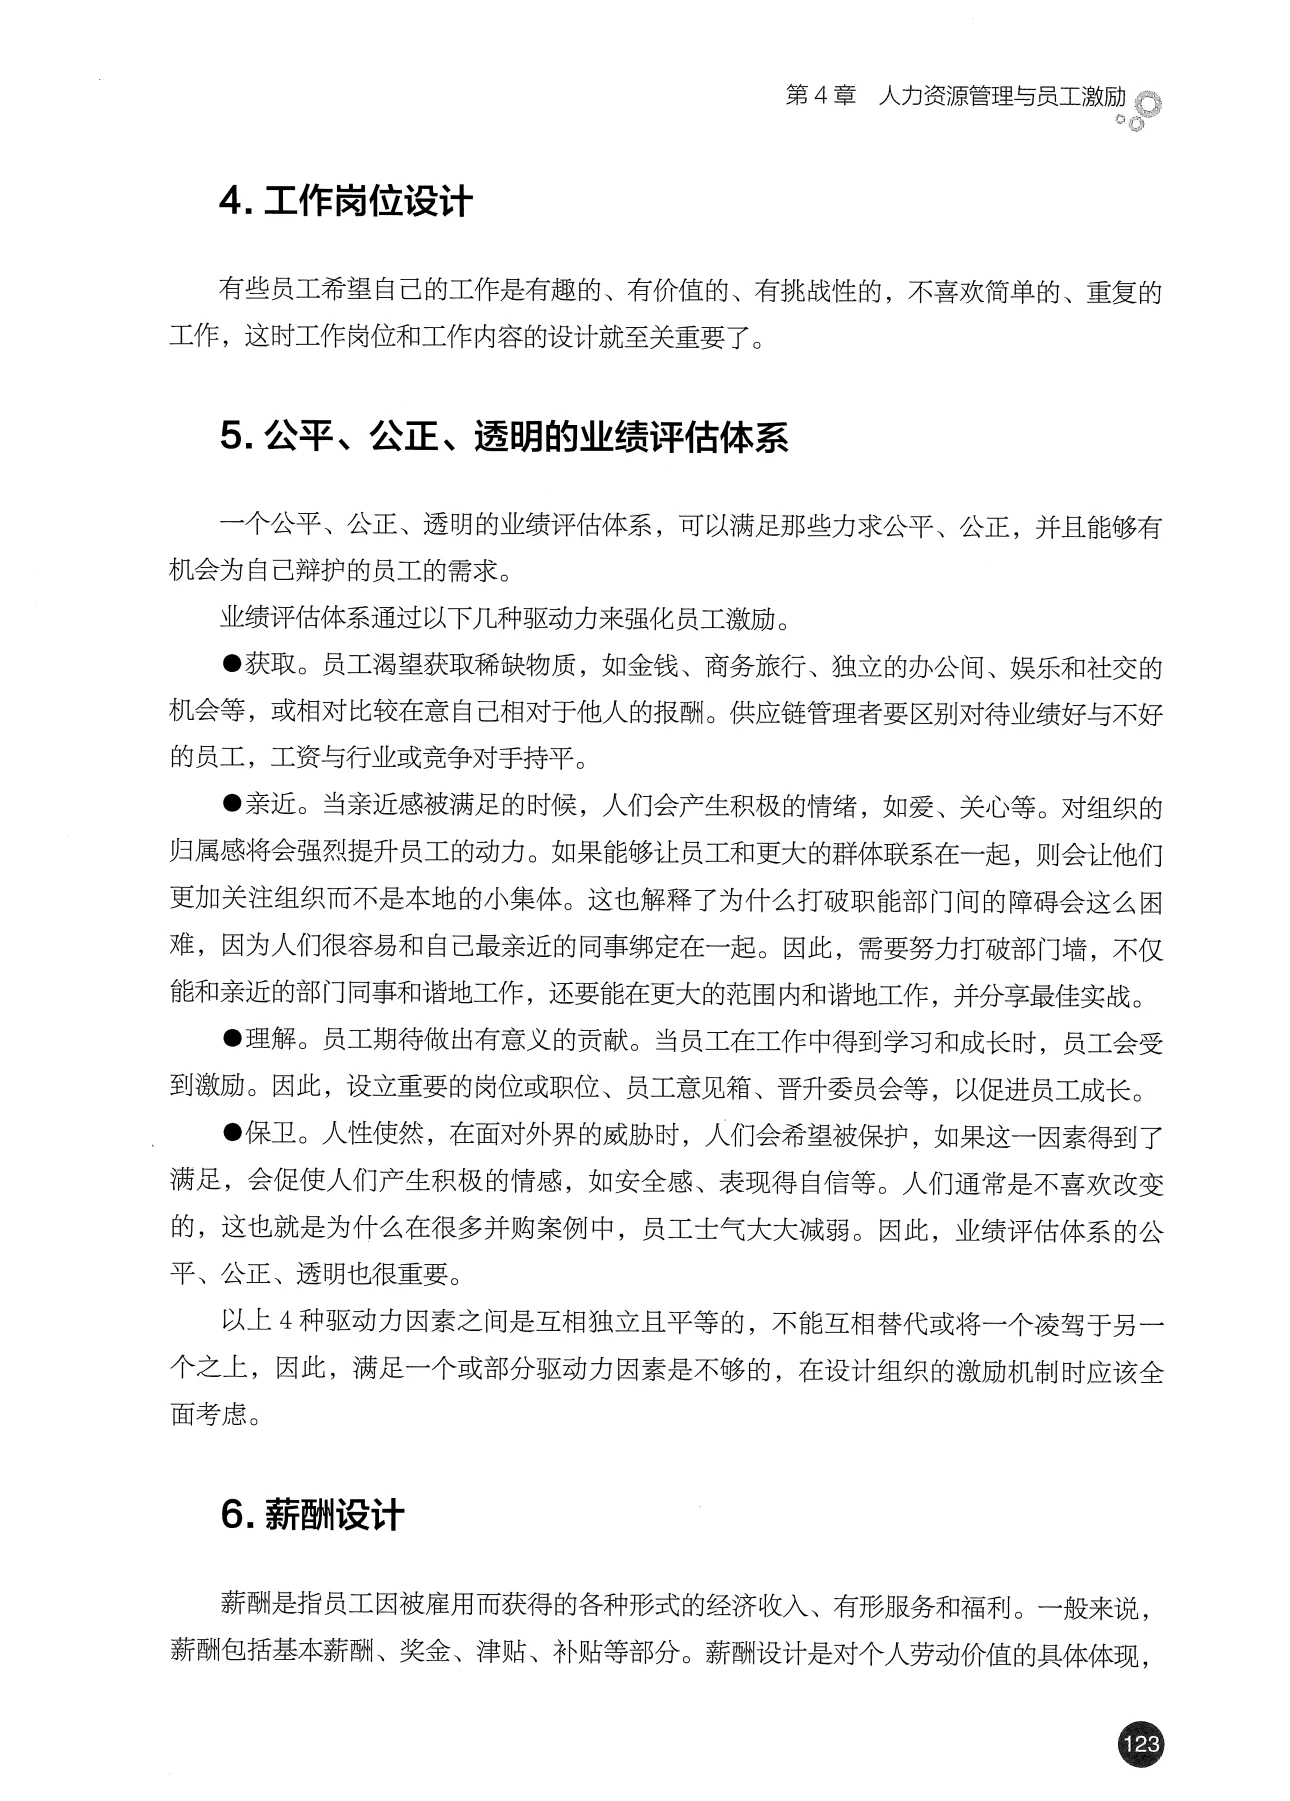 第 4 章　人力资源管理与员工激励
4. 工作岗位设计
有些员工希望自己的工作是有趣的、有价值的、有挑战性的，不喜欢简单的、重复的
工作，这时工作岗位和工作内容的设计就至关重要了。
5. 公平、公正、透明的业绩评估体系
一个公平、公正、透明的业绩评估体系，可以满足那些力求公平、公正，并且能够有
机会为自己辩护的员工的需求。
业绩评估体系通过以下几种驱动力来强化员工激励。
●获取。员工渴望获取稀缺物质，如金钱、商务旅行、独立的办公间、娱乐和社交的
机会等，或相对比较在意自己相对于他人的报酬。供应链管理者要区别对待业绩好与不好
的员工，工资与行业或竞争对手持平。
●亲近。当亲近感被满足的时候，人们会产生积极的情绪，如爱、关心等。对组织的
归属感将会强烈提升员工的动力。如果能够让员工和更大的群体联系在一起，则会让他们
更加关注组织而不是本地的小集体。这也解释了为什么打破职能部门间的障碍会这么困
难，因为人们很容易和自己最亲近的同事绑定在一起。因此，需要努力打破部门墙，不仅
能和亲近的部门同事和谐地工作，还要能在更大的范围内和谐地工作，并分享最佳实战。
●理解。员工期待做出有意义的贡献。当员工在工作中得到学习和成长时，员工会受
到激励。因此，设立重要的岗位或职位、员工意见箱、晋升委员会等，以促进员工成长。
●保卫。人性使然，在面对外界的威胁时，人们会希望被保护，如果这一因素得到了
满足，会促使人们产生积极的情感，如安全感、表现得自信等。人们通常是不喜欢改变
的，这也就是为什么在很多并购案例中，员工士气大大减弱。因此，业绩评估体系的公
平、公正、透明也很重要。
以上 4 种驱动力因素之间是互相独立且平等的，不能互相替代或将一个凌驾于另一
个之上，因此，满足一个或部分驱动力因素是不够的，在设计组织的激励机制时应该全
面考虑。
6. 薪酬设计
薪酬是指员工因被雇用而获得的各种形式的经济收入、有形服务和福利。一般来说，
薪酬包括基本薪酬、奖金、津贴、补贴等部分。薪酬设计是对个人劳动价值的具体体现，
123